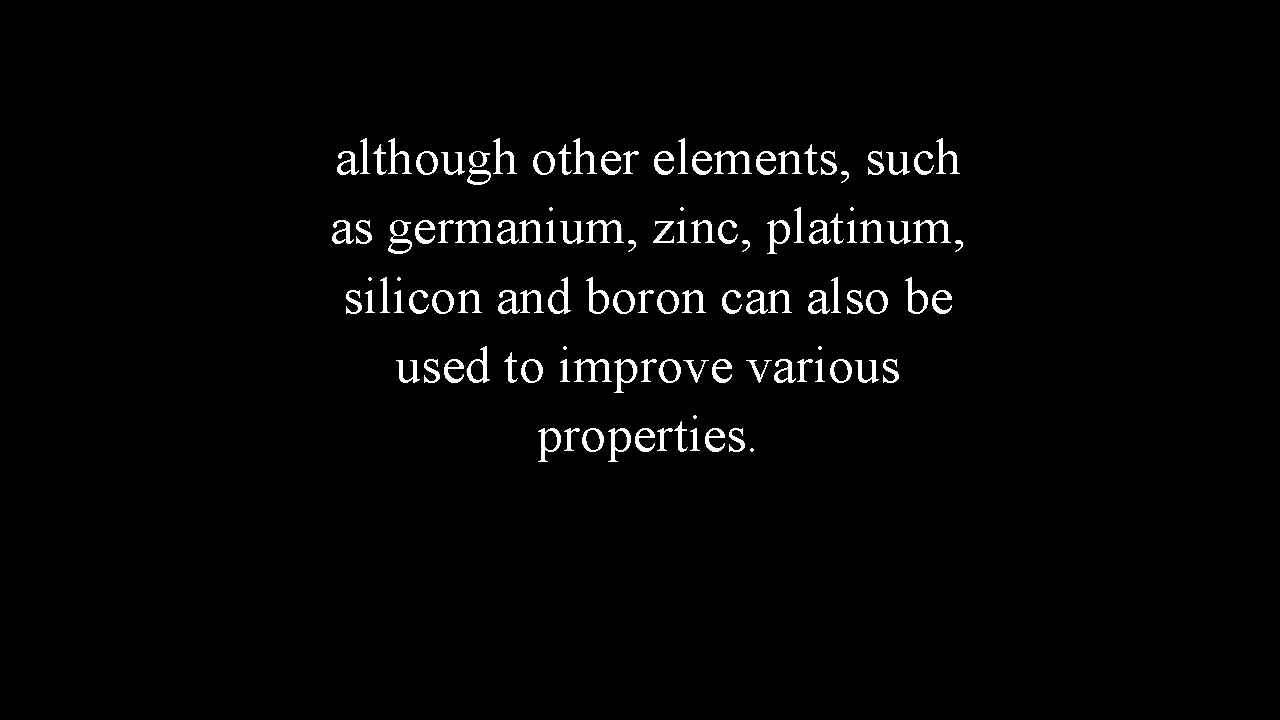 although other elements, such
as germanium, zinc, platinum,
silicon and boron can also be
used to improve various
properties.